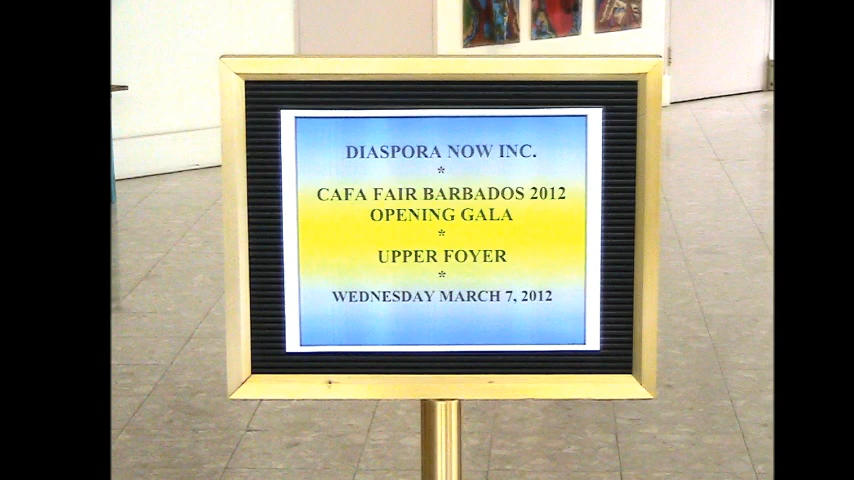 DIASPORA NOW INC.
*
CAFA FAIR BARBADOS 2012
OPENING GALA
*
UPPER FOYER
*
WEDNESDAY MARCH 7, 2012